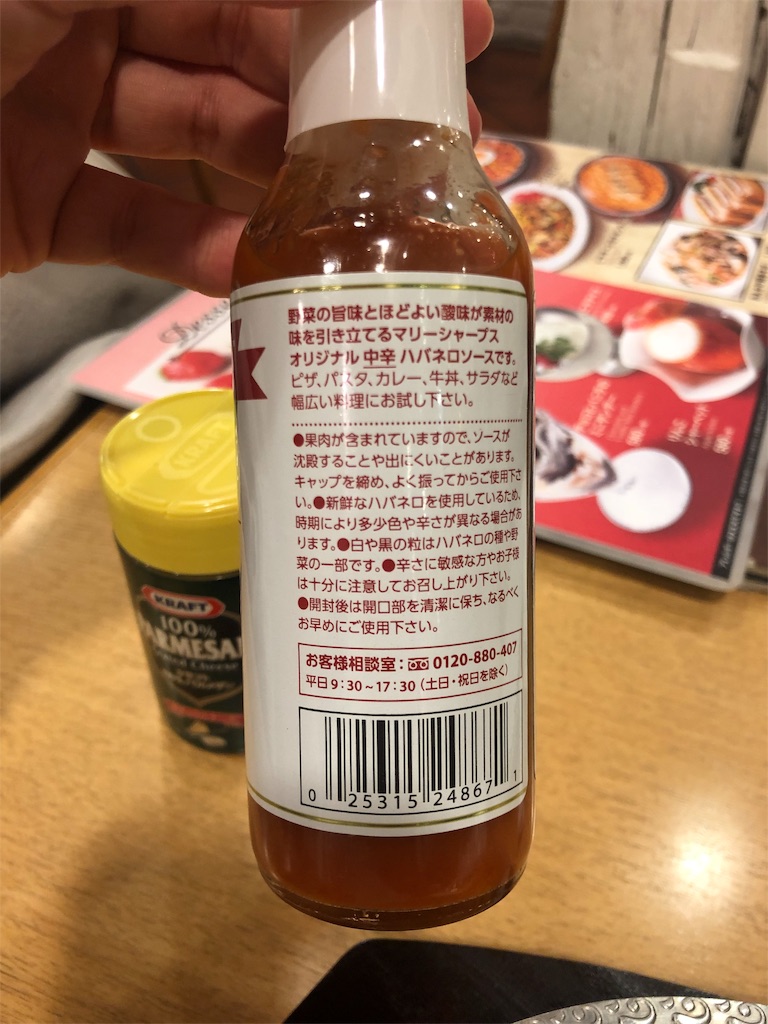 野菜の旨味とほどよい酸味が素材の
味を引き立てるマリーシャープス
オリジナル 中辛 ハバネロソースです。
ピザ、パスタ、カレー、牛丼、サラダなど
幅広い料理にお試し下さい。
●果肉が含まれていますので、ソースが
沈殿することや出にくいことがあります。
キャップを締め、よく振ってからご使用下さ
い。●新鮮なハバネロを使用しているため、
時期により多少色や辛さが異なる場合があ
ります。●白や黒の粒はハバネロの種や野
菜の一部です。●辛さに敏感な方やお子様
は十分に注意してお召し上がり下さい。
●開封後は開口部を清潔に保ち、なるべく
お早めにご使用下さい。
お客様相談室: 0120-880-407
平日9:30~17:30(土日・祝日を除く)
0 25315 24867 1
KRAFT
KRAFT
100%
PARMESAN